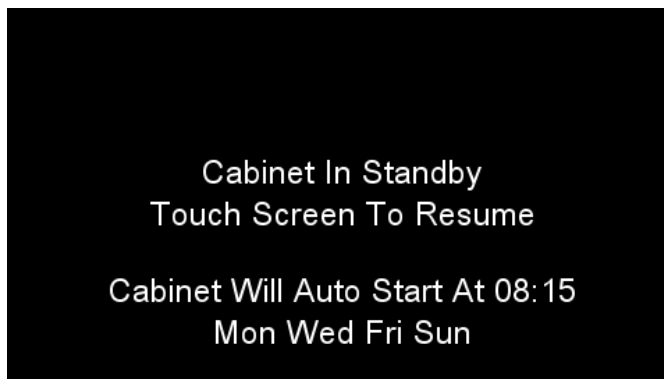 Cabinet In Standby
Touch Screen To Resume
Cabinet Will Auto Start At 08:15
Mon Wed Fri Sun